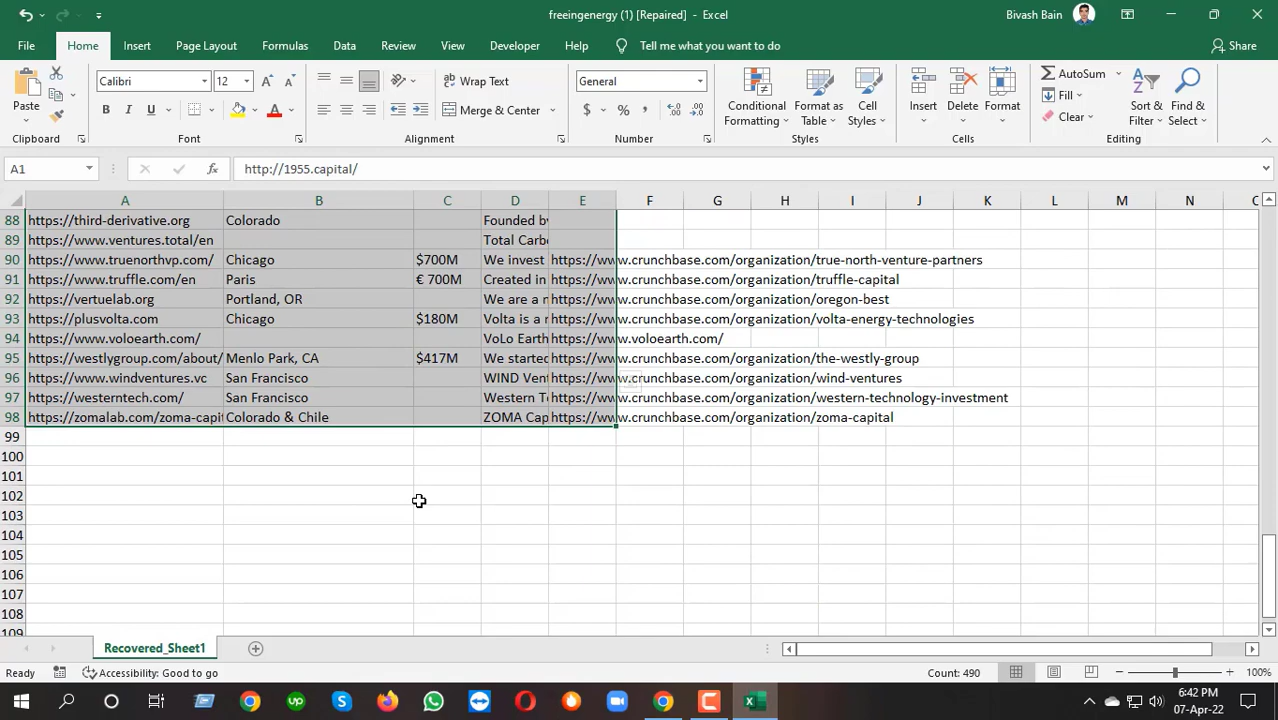 freeingenergy (1) [Repaired] - Excel
Bivash Bain
File Home Insert Page Layout Formulas Data Review View Developer Help Tell me what you want to do Share
Paste
Clipboard
Calibri 12
B I U A
Font
Wrap Text
Merge & Center
Alignment
General
$ % ,
Number
Conditional Formatting
Format as Table
Cell Styles
Styles
Insert Delete Format
Cells
AutoSum
Fill
Clear
Sort & Filter
Find & Select
Editing
A1 fx http://1955.capital/
A B C D E F G H I J K L M N
88 https://third-derivative.org Colorado Founded by
89 https://www.ventures.total/en Total Carbo
90 https://www.truenorthvp.com/ Chicago $700M We invest https://www.crunchbase.com/organization/true-north-venture-partners
91 https://www.truffle.com/en Paris € 700M Created in https://www.crunchbase.com/organization/truffle-capital
92 https://vertuelab.org Portland, OR We are a n https://www.crunchbase.com/organization/oregon-best
93 https://plusvolta.com Chicago $180M Volta is a r https://www.crunchbase.com/organization/volta-energy-technologies
94 https://www.voloearth.com/ VoLo Earth https://www.voloearth.com/
95 https://westlygroup.com/about/ Menlo Park, CA $417M We started https://www.crunchbase.com/organization/the-westly-group
96 https://www.windventures.vc San Francisco WIND Vent https://www.crunchbase.com/organization/wind-ventures
97 https://westerntech.com/ San Francisco Western Te https://www.crunchbase.com/organization/western-technology-investment
98 https://zomalab.com/zoma-capit Colorado & Chile ZOMA Cap https://www.crunchbase.com/organization/zoma-capital
99
100
101
102
103
104
105
106
107
108
109
Recovered_Sheet1
Ready Accessibility: Good to go Count: 490 100%
6:42 PM
07-Apr-22